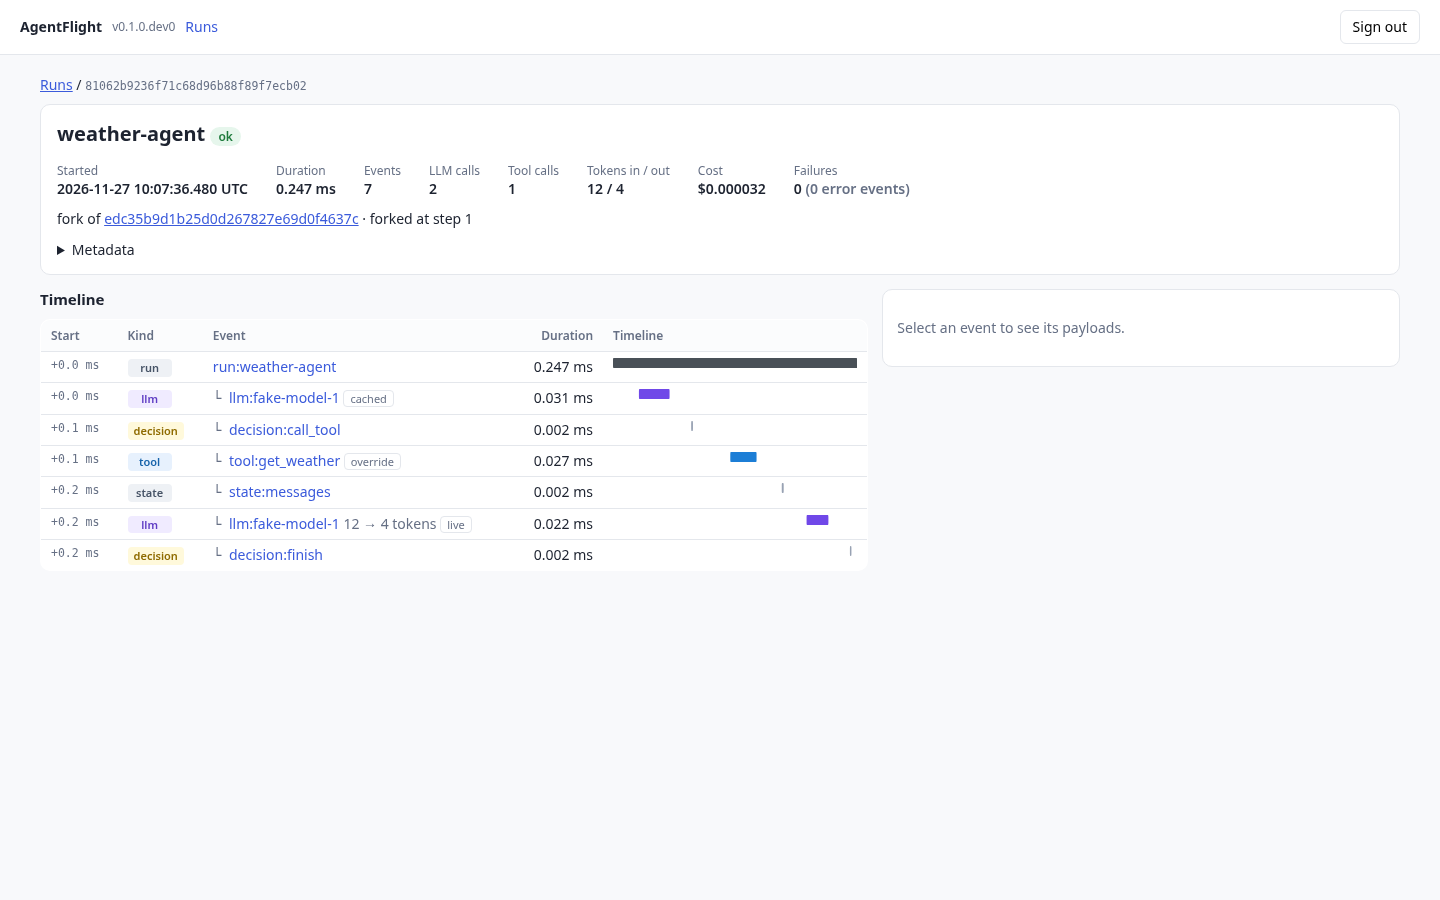 AgentFlight v0.1.0.dev0 Runs Sign out
Runs / 81062b9236f71c68d96b88f89f7ecb02
weather-agent ok
Started Duration Events LLM calls Tool calls Tokens in / out Cost Failures
2026-11-27 10:07:36.480 UTC 0.247 ms 7 2 1 12 / 4 $0.000032 0 (0 error events)
fork of edc35b9d1b25d0d267827e69d0f4637c · forked at step 1
▶ Metadata
Timeline
Start Kind Event Duration Timeline
+0.0 ms run run:weather-agent 0.247 ms
+0.0 ms llm └ llm:fake-model-1 cached 0.031 ms
+0.1 ms decision └ decision:call_tool 0.002 ms
+0.1 ms tool └ tool:get_weather override 0.027 ms
+0.2 ms state └ state:messages 0.002 ms
+0.2 ms llm └ llm:fake-model-1 12 → 4 tokens live 0.022 ms
+0.2 ms decision └ decision:finish 0.002 ms
Select an event to see its payloads.